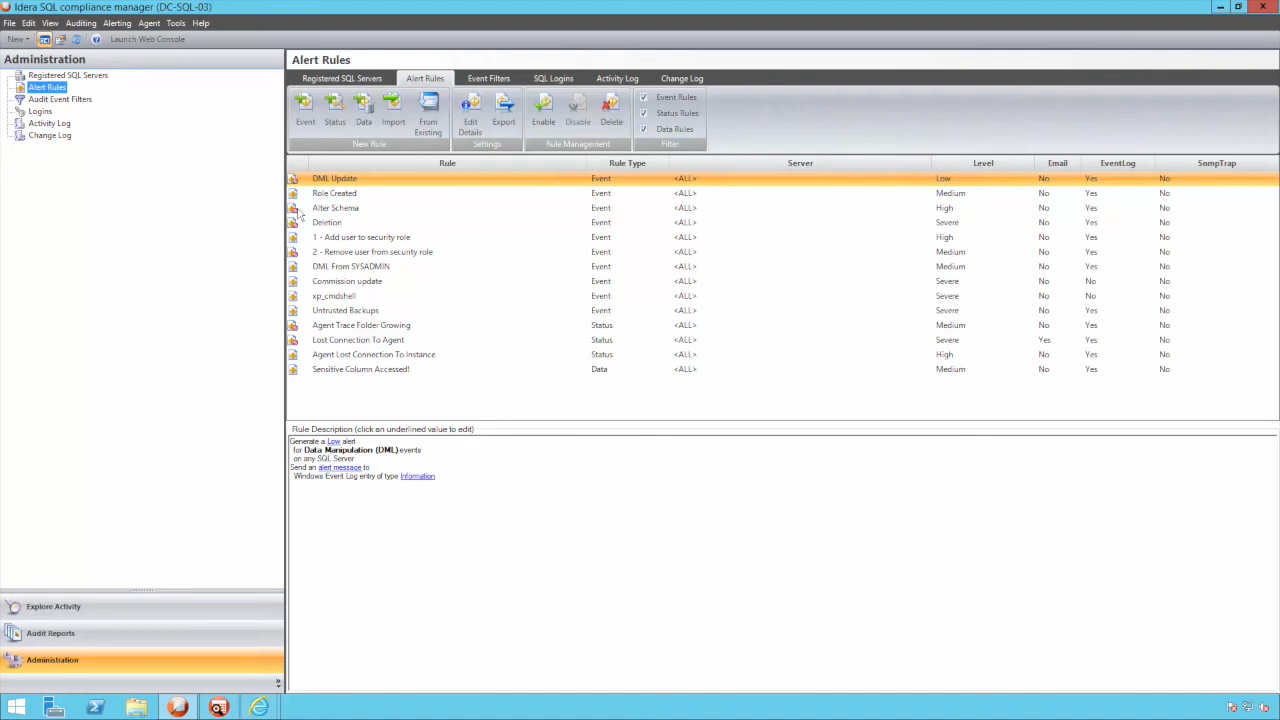 Idera SQL compliance manager (DC-SQL-03)
File Edit View Auditing Alerting Agent Tools Help
New Launch Web Console
Administration
Registered SQL Servers
Alert Rules
Audit Event Filters
Logins
Activity Log
Change Log
Explore Activity
Audit Reports
Administration
Alert Rules
Registered SQL Servers Alert Rules Event Filters SQL Logins Activity Log Change Log
Event Status Data Import From Existing Edit Details Export Enable Disable Delete Event Rules Status Rules Data Rules
New Rule Settings Rule Management Filter
Rule Rule Type Server Level Email EventLog SnmpTrap
DML Update Event <ALL> Low No Yes No
Role Created Event <ALL> Medium No Yes No
Alter Schema Event <ALL> High No Yes No
Deletion Event <ALL> Severe No Yes No
1 - Add user to security role Event <ALL> High No Yes No
2 - Remove user from security role Event <ALL> Medium No Yes No
DML From SYSADMIN Event <ALL> Medium No Yes No
Commission update Event <ALL> Severe No No No
xp_cmdshell Event <ALL> Severe No No No
Untrusted Backups Event <ALL> Severe No Yes No
Agent Trace Folder Growing Status <ALL> Medium No Yes No
Lost Connection To Agent Status <ALL> Severe Yes Yes No
Agent Lost Connection To Instance Status <ALL> High No Yes No
Sensitive Column Accessed! Data <ALL> Medium No Yes No
Rule Description (click an underlined value to edit)
Generate a Low alert
for Data Manipulation (DML) events
on any SQL Server
Send an alert message to
Windows Event Log entry of type Information